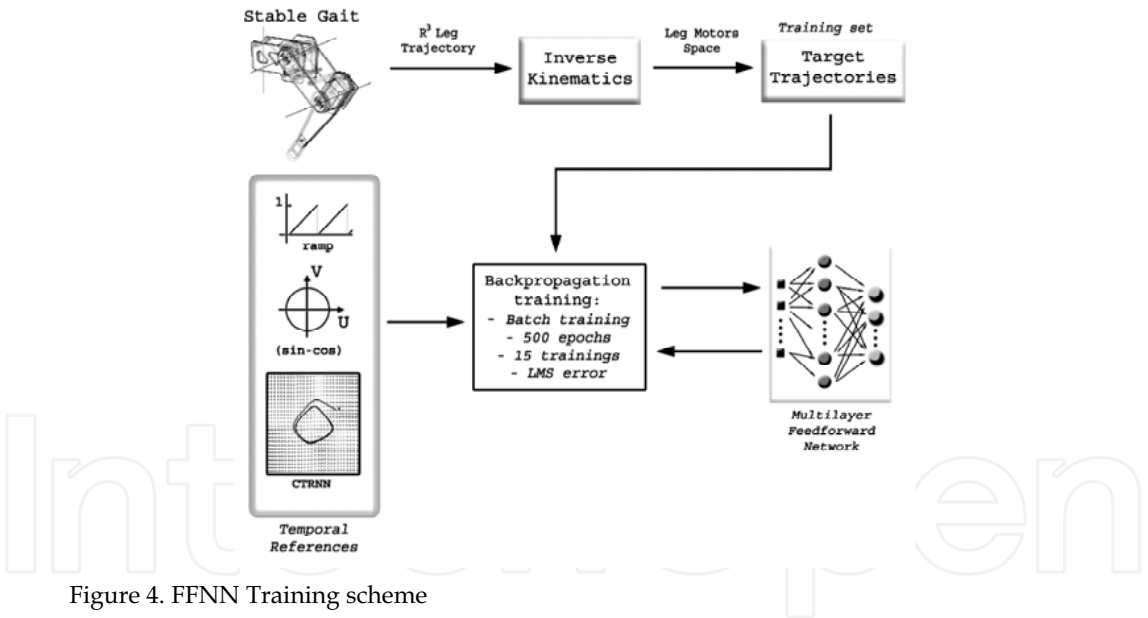 Stable Gait
R³ Leg
Trajectory
Inverse
Kinematics
Leg Motors
Space
Training set
Target
Trajectories
1
ramp
V
U
(sin-cos)
CTRNN
Temporal
References
Backpropagation
training:
- Batch training
- 500 epochs
- 15 trainings
- LMS error
Multilayer
Feedforward
Network
IntechOpen
Figure 4. FFNN Training scheme